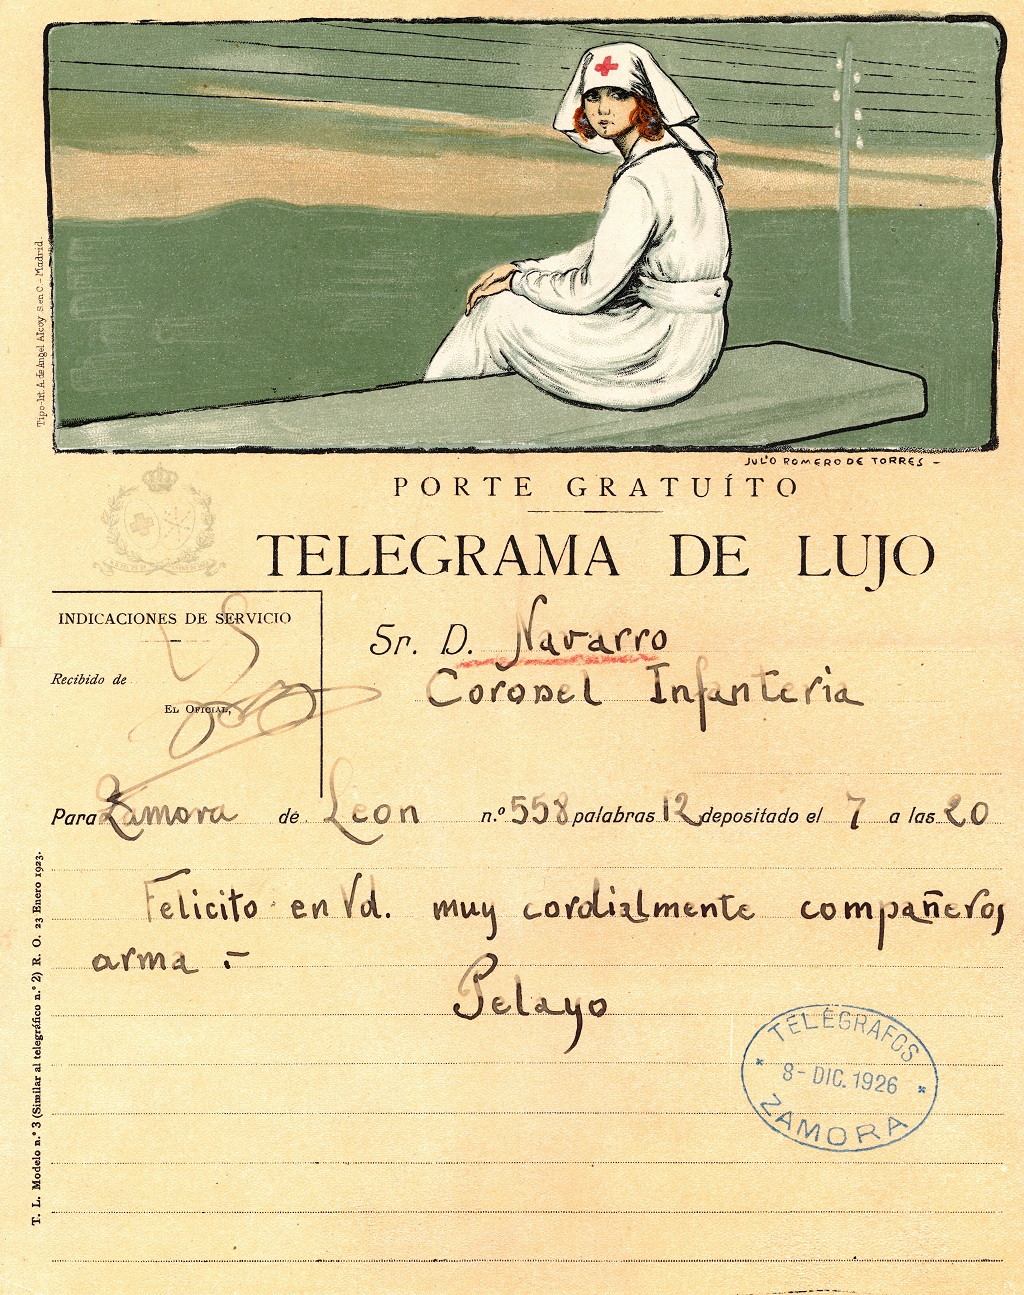 JULIO ROMERO DE TORRES -
Tipo-lit. A. de Angel Alcoy S. en C. - Madrid.
PORTE GRATUÍTO
TELEGRAMA DE LUJO
INDICACIONES DE SERVICIO
Recibido de
EL OFICIAL,
Sr. D. Navarro
Coronel Infanteria
Para Zamora de Leon n.º 558 palabras 12 depositado el 7 a las 20
Felicito en Vd. muy cordialmente compañeros
arma .-
Pelayo
TELÉGRAFOS
8 - DIC. 1926
ZAMORA
T. L. Modelo n.º 3 (Similar al telegráfico n.º 2) R. O. 23 Enero 1923.